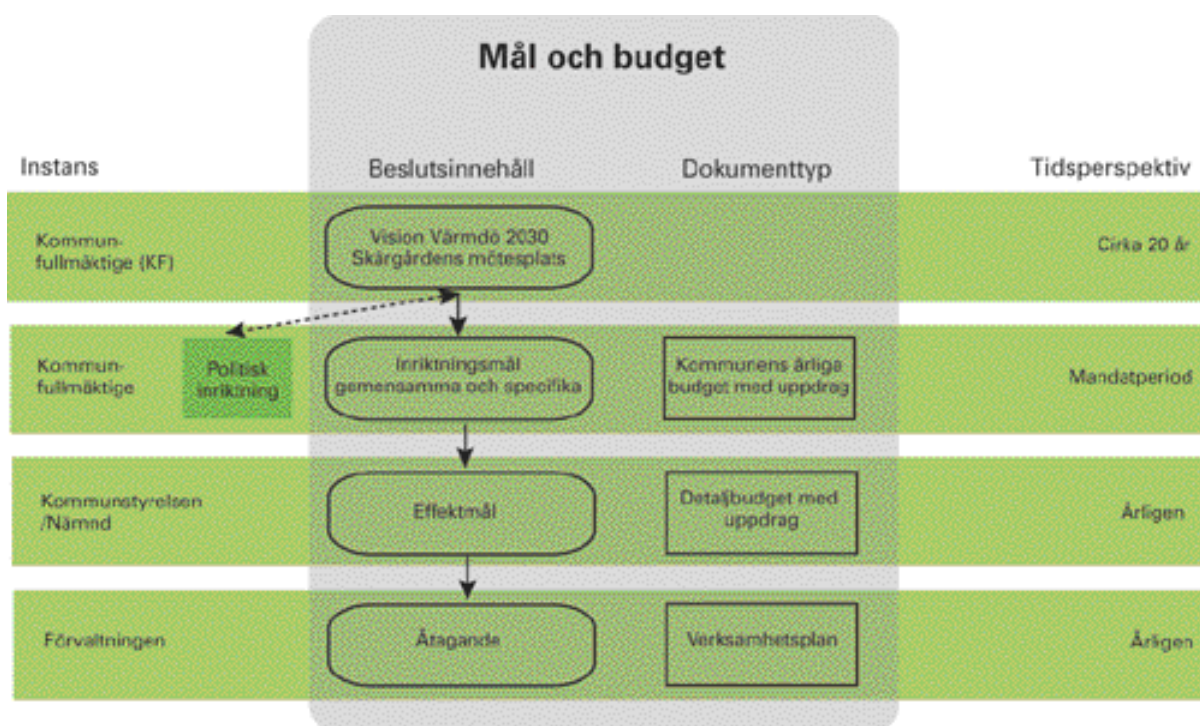 Mål och budget
Instans
Beslutsinnehåll
Dokumenttyp
Tidsperspektiv
Kommun-
fullmäktige (KF)
Vision Värmdö 2030
Skärgårdens mötesplats
Cirka 20 år
Kommun-
fullmäktige
Politisk
inriktning
Inriktningsmål
gemensamma och specifika
Kommunens årliga
budget med uppdrag
Mandatperiod
Kommunstyrelsen
/Nämnd
Effektmål
Detaljbudget med
uppdrag
Årligen
Förvaltningen
Åtagande
Verksamhetsplan
Årligen